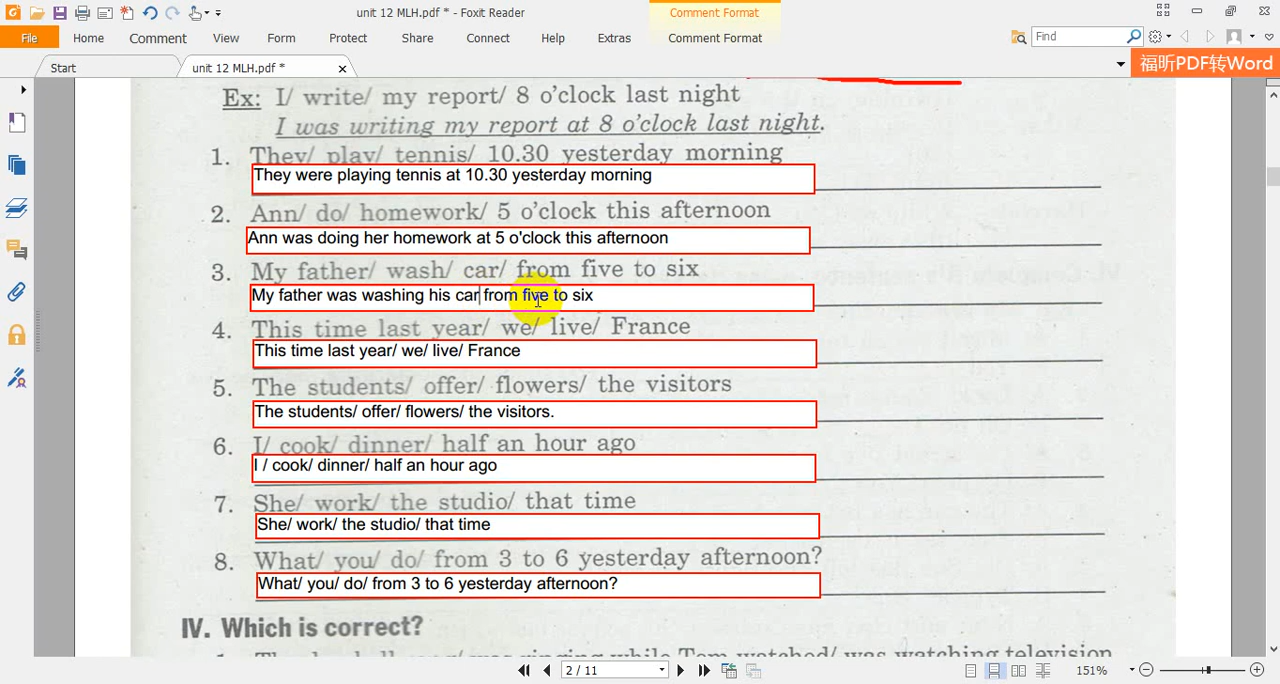 unit 12 MLH.pdf * - Foxit Reader
Comment Format
File Home Comment View Form Protect Share Connect Help Extras Comment Format
Find
Start
unit 12 MLH.pdf *
福昕PDF转Word
Ex: I/ write/ my report/ 8 o'clock last night
I was writing my report at 8 o'clock last night.
1. They/ play/ tennis/ 10.30 yesterday morning
They were playing tennis at 10.30 yesterday morning
2. Ann/ do/ homework/ 5 o'clock this afternoon
Ann was doing her homework at 5 o'clock this afternoon
3. My father/ wash/ car/ from five to six
My father was washing his car from five to six
4. This time last year/ we/ live/ France
This time last year/ we/ live/ France
5. The students/ offer/ flowers/ the visitors
The students/ offer/ flowers/ the visitors.
6. I/ cook/ dinner/ half an hour ago
I / cook/ dinner/ half an hour ago
7. She/ work/ the studio/ that time
She/ work/ the studio/ that time
8. What/ you/ do/ from 3 to 6 yesterday afternoon?
What/ you/ do/ from 3 to 6 yesterday afternoon?
IV. Which is correct?
was ringing while Tom watched/ was watching television
2 / 11
151%